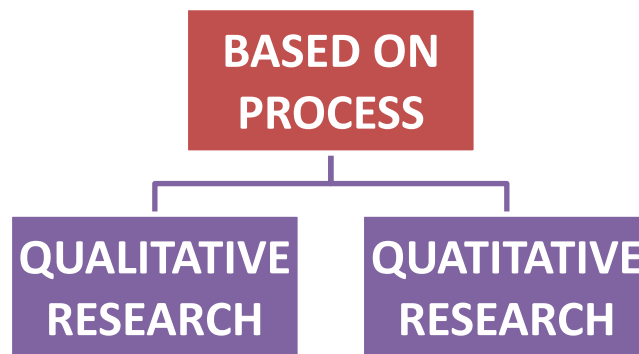 BASED ON
PROCESS
QUALITATIVE
RESEARCH
QUATITATIVE
RESEARCH